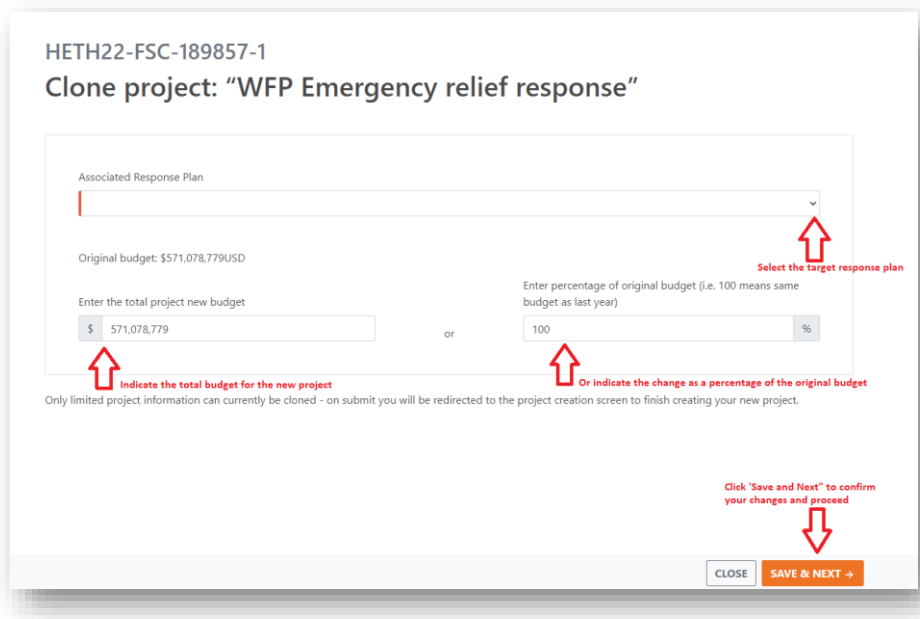 HETH22-FSC-189857-1
Clone project: “WFP Emergency relief response”
Associated Response Plan
Select the target response plan
Original budget: $571,078,779USD
Enter the total project new budget
$ 571,078,779
or
Enter percentage of original budget (i.e. 100 means same
budget as last year)
100 %
Indicate the total budget for the new project
Or indicate the change as a percentage of the original budget
Only limited project information can currently be cloned - on submit you will be redirected to the project creation screen to finish creating your new project.
Click 'Save and Next" to confirm
your changes and proceed
CLOSE
SAVE & NEXT →